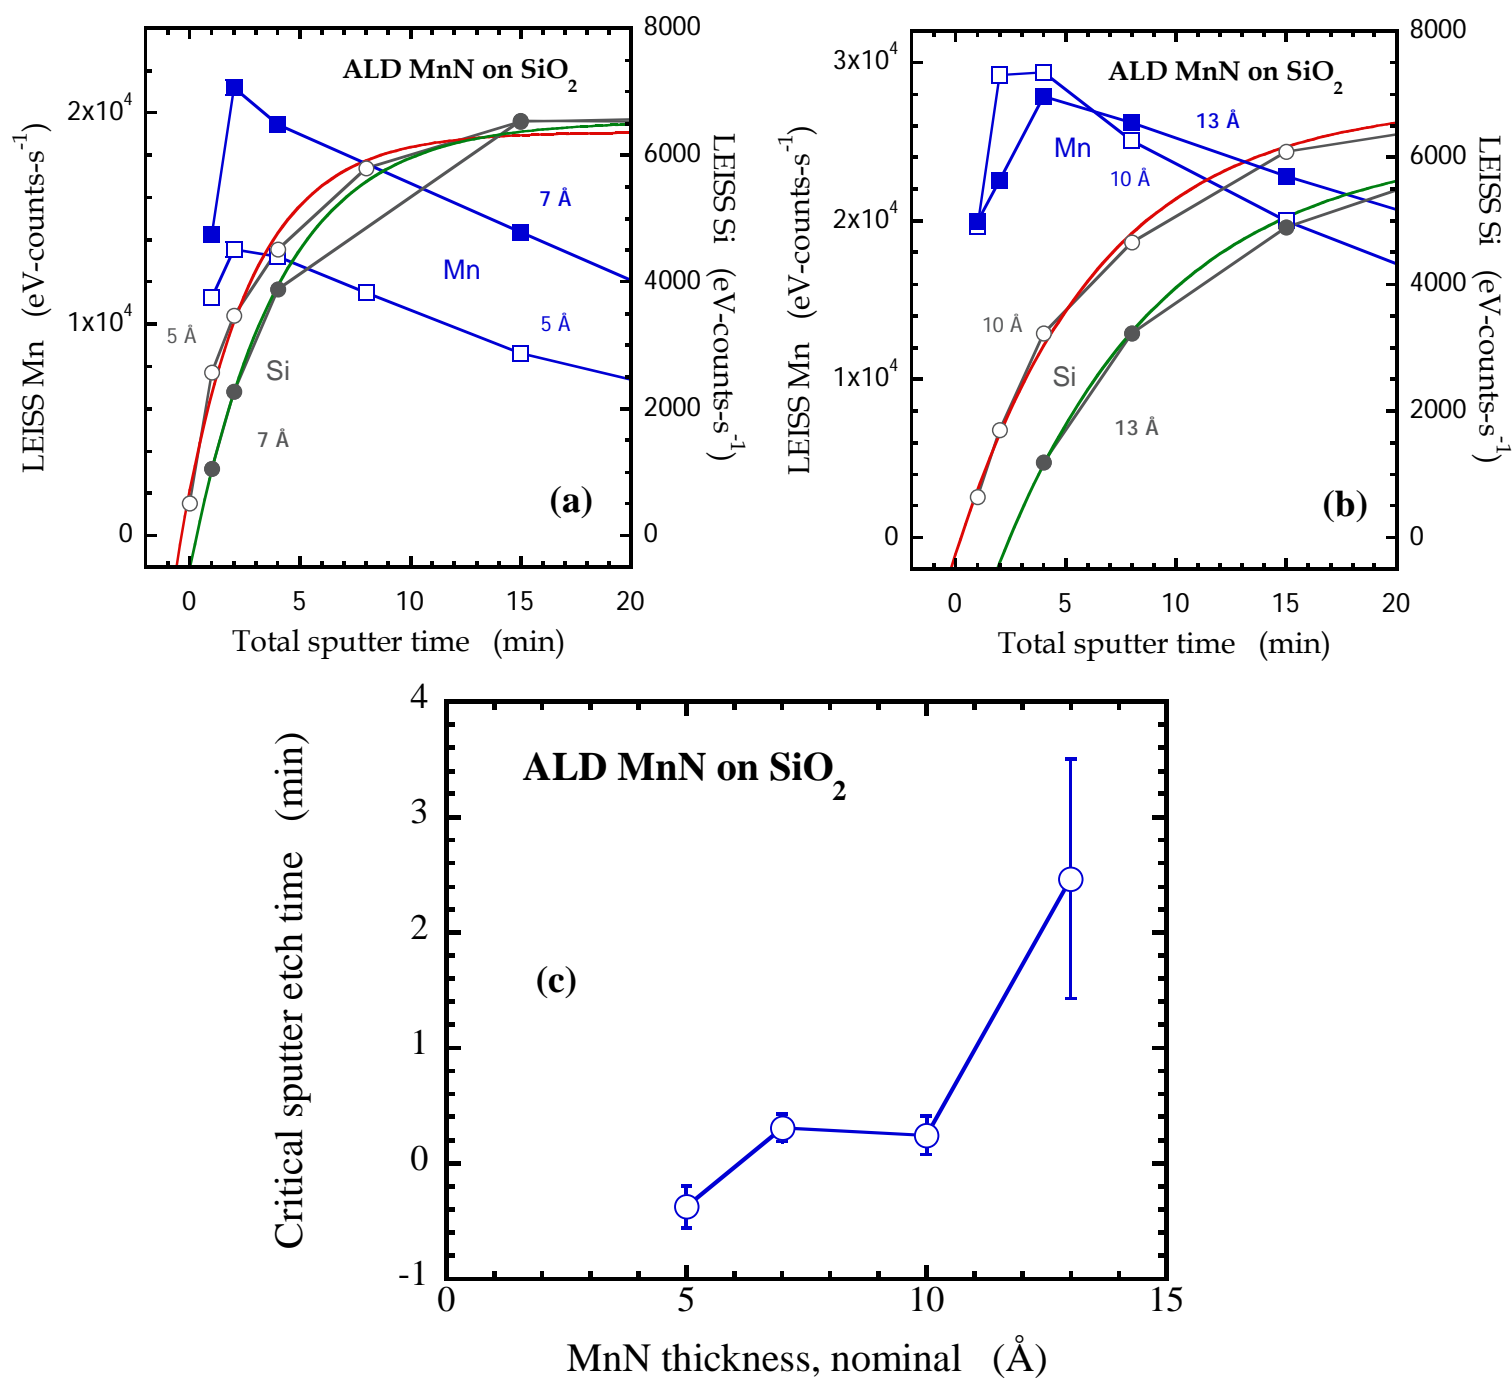 ALD MnN on SiO2
LEISS Mn (eV-counts-s-1)
2x10^4
1x10^4
0
8000
6000
4000
2000
0
LEISS Si (eV-counts-s-1)
7 Å
Mn
5 Å
5 Å
Si
7 Å
(a)
0 5 10 15 20
Total sputter time (min)
ALD MnN on SiO2
LEISS Mn (eV-counts-s-1)
3x10^4
2x10^4
1x10^4
0
8000
6000
4000
2000
0
LEISS Si (eV-counts-s-1)
13 Å
Mn
10 Å
10 Å
Si
13 Å
(b)
0 5 10 15 20
Total sputter time (min)
ALD MnN on SiO2
Critical sputter etch time (min)
4
3
2
1
0
-1
(c)
0 5 10 15
MnN thickness, nominal (Å)